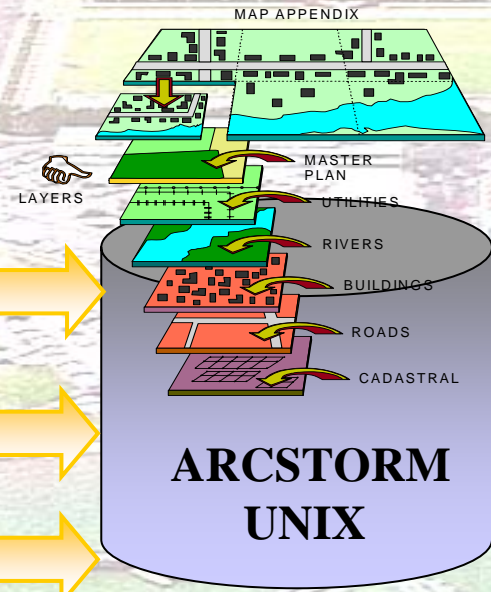 MAP APPENDIX
MASTER
PLAN
LAYERS
UTILITIES
RIVERS
BUILDINGS
ROADS
CADASTRAL
ARCSTORM
UNIX